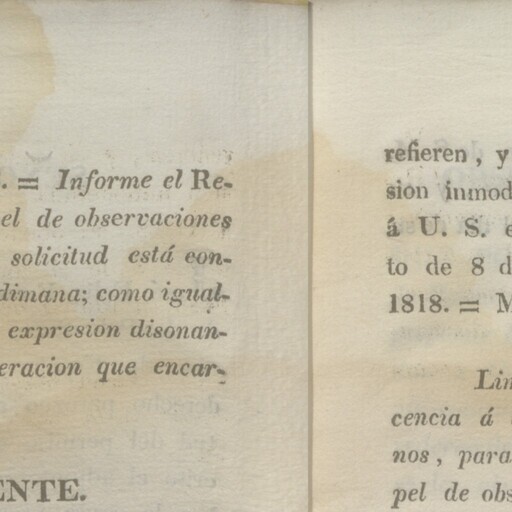 . = Informe el Re-
el de observaciones
solicitud está con-
dimana; como igual-
expresion disonan-
eracion que encar-
ENTE.
refieren, y
sion inmod
á U. S. e
to de 8 d
1818. = M
Lin
cencia á
nos, para
pel de obs